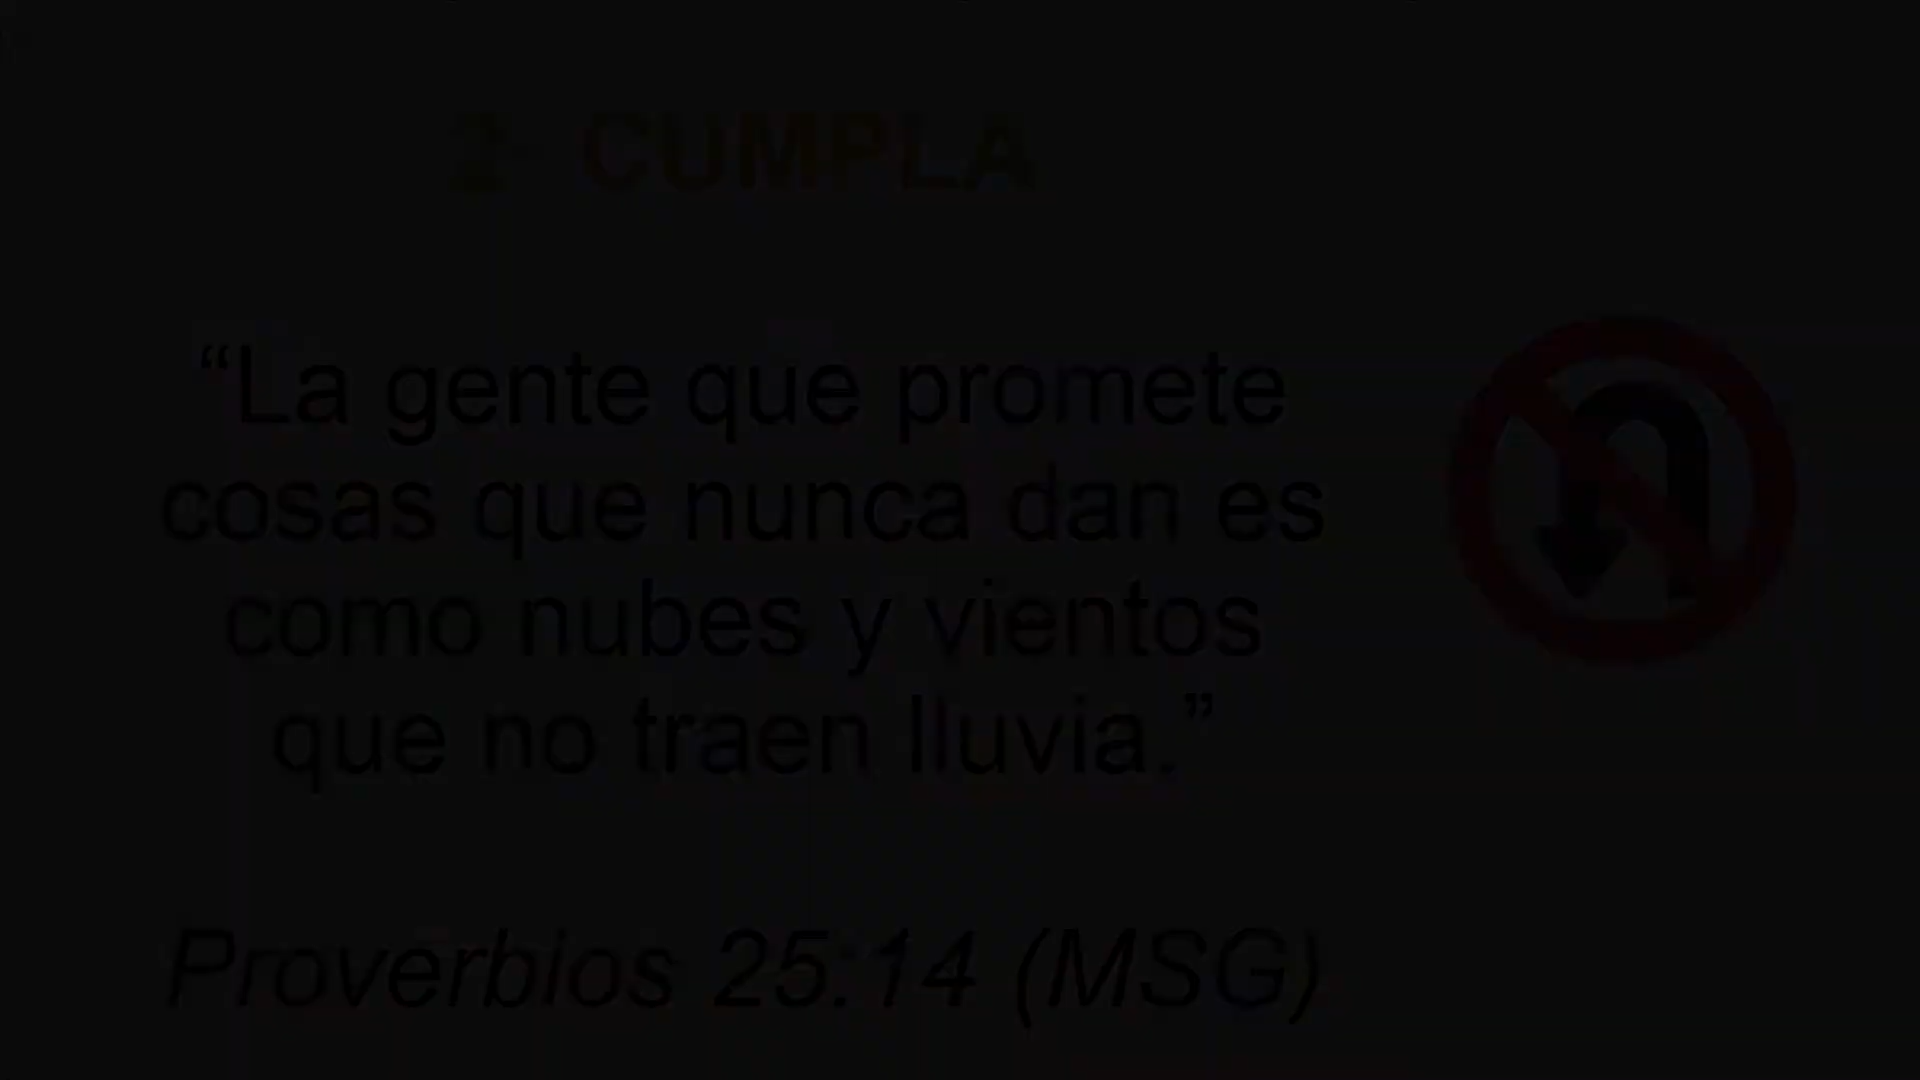 2- CUMPLA
“La gente que promete
cosas que nunca dan es
como nubes y vientos
que no traen lluvia.”
Proverbios 25:14 (MSG)